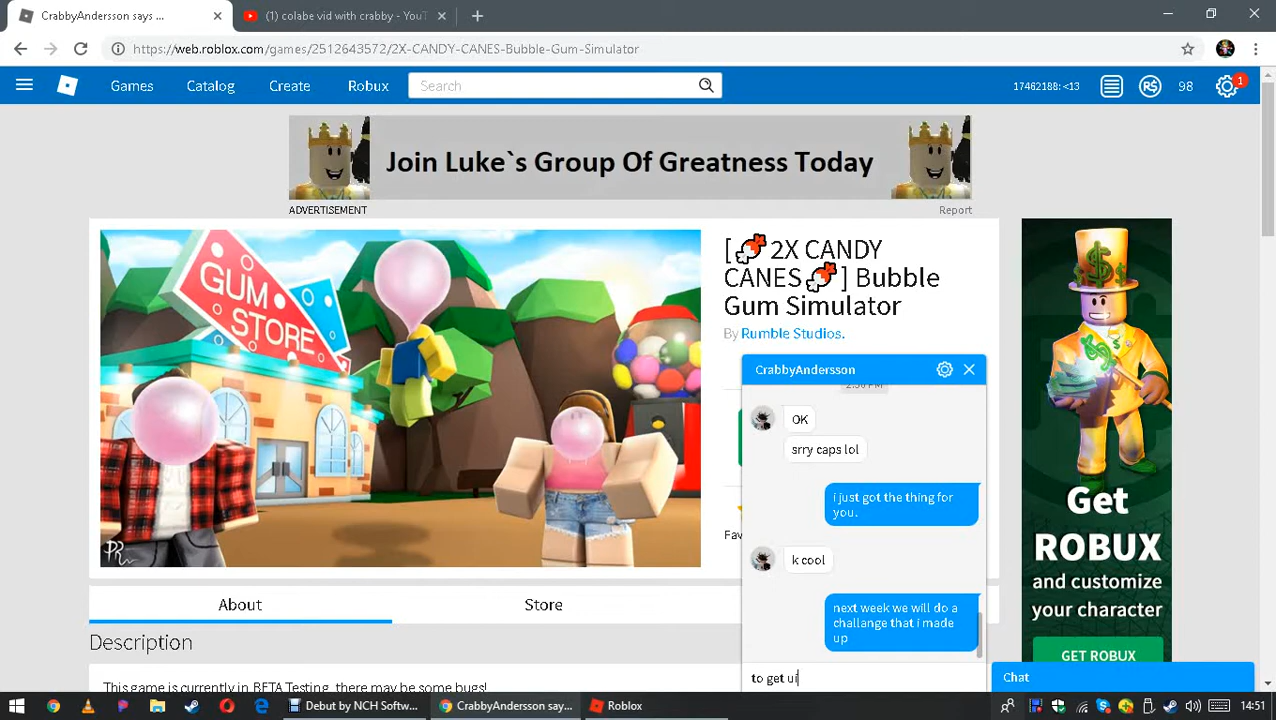 CrabbyAndersson says ...
(1) colabe vid with crabby - YouT
https://web.roblox.com/games/2512643572/2X-CANDY-CANES-Bubble-Gum-Simulator
Games
Catalog
Create
Robux
Search
17462188: <13
R$
98
1
Join Luke`s Group Of Greatness Today
ADVERTISEMENT
Report
GUM
STORE
[2X CANDY
CANES] Bubble
Gum Simulator
By Rumble Studios.
CrabbyAndersson
OK
srry caps lol
i just got the thing for
you.
k cool
next week we will do a
challange that i made
up
to get ui
Fav
Get
ROBUX
and customize
your character
GET ROBUX
About
Store
Description
This game is currently in BETA Testing, there may be some bugs!
Chat
Debut by NCH Softw...
CrabbyAndersson say...
Roblox
14:51